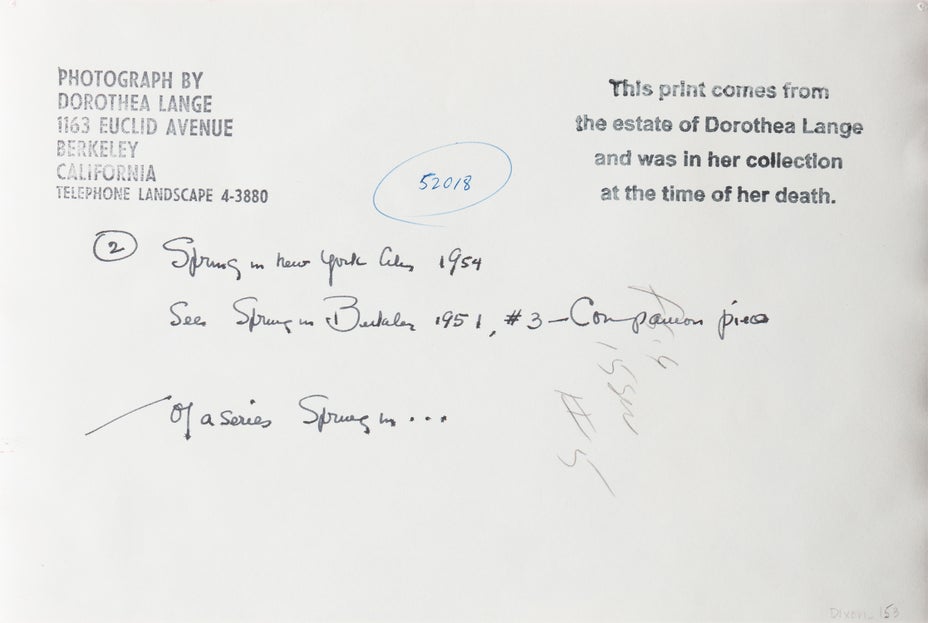 PHOTOGRAPH BY
DOROTHEA LANGE
1163 EUCLID AVENUE
BERKELEY
CALIFORNIA
TELEPHONE LANDSCAPE 4-3880
This print comes from
the estate of Dorothea Lange
and was in her collection
at the time of her death.
52018
2 Spring in New York City 1954
See Spring in Berkeley 1951, #3 – Companion piece
Of a series Spring in ...
#5
Dixon_153